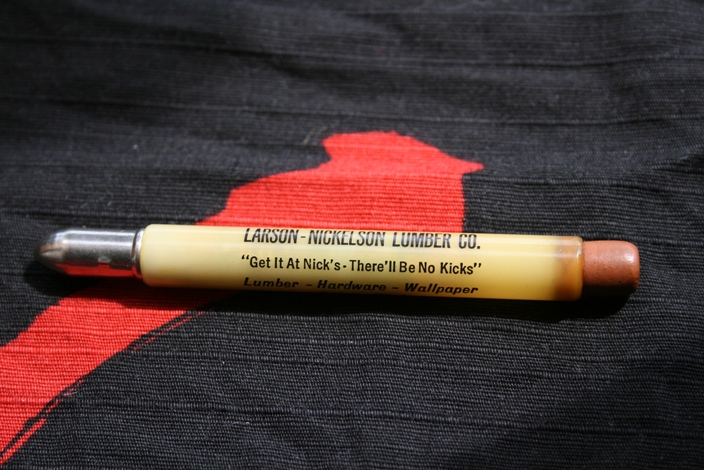 LARSON-NICKELSON LUMBER CO.
"Get It At Nick's - There'll Be No Kicks"
Lumber - Hardware - Wallpaper